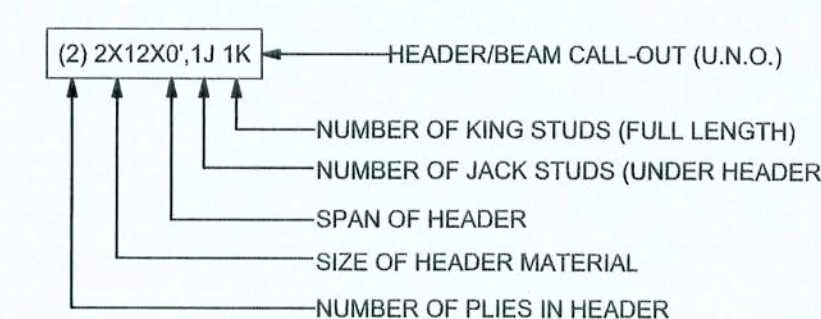 (2) 2X12X0',1J 1K
HEADER/BEAM CALL-OUT (U.N.O.)
NUMBER OF KING STUDS (FULL LENGTH)
NUMBER OF JACK STUDS (UNDER HEADER
SPAN OF HEADER
SIZE OF HEADER MATERIAL
NUMBER OF PLIES IN HEADER